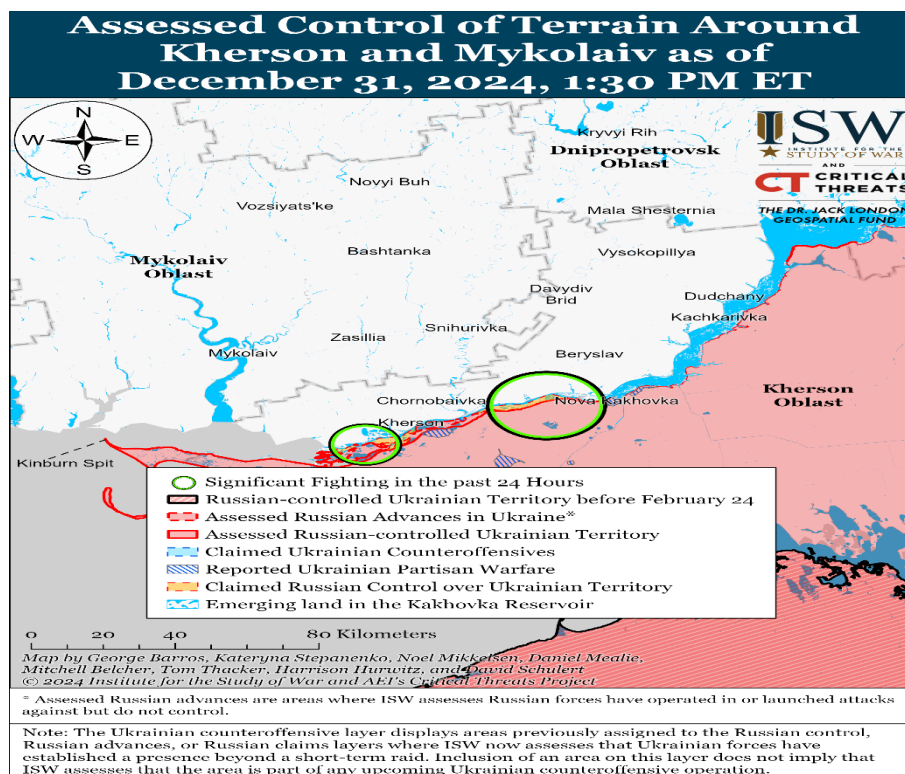 Assessed Control of Terrain Around
Kherson and Mykolaiv as of
December 31, 2024, 1:30 PM ET
N
W E
S
ISW
INSTITUTE FOR THE
STUDY OF WAR
AND
CT CRITICAL
THREATS
THE DR. JACK LONDON
GEOSPATIAL FUND
Kryvyi Rih
Dnipropetrovsk
Oblast
Novyi Buh
Vozsiyats'ke
Mala Shesternia
Bashtanka
Vysokopillya
Mykolaiv
Oblast
Davydiv
Brid
Dudchany
Kachkarivka
Snihurivka
Zasillia
Mykolaiv
Beryslav
Kherson
Oblast
Chornobaivka
Nova Kakhovka
Kherson
Kinburn Spit
Significant Fighting in the past 24 Hours
Russian-controlled Ukrainian Territory before February 24
Assessed Russian Advances in Ukraine*
Assessed Russian-controlled Ukrainian Territory
Claimed Ukrainian Counteroffensives
Reported Ukrainian Partisan Warfare
Claimed Russian Control over Ukrainian Territory
Emerging land in the Kakhovka Reservoir
0 20 40 80 Kilometers
Map by George Barros, Kateryna Stepanenko, Noel Mikkelsen, Daniel Mealie,
Mitchell Belcher, Tom Thacker, Harrison Hurwitz, and David Schulert
© 2024 Institute for the Study of War and AEI's Critical Threats Project
* Assessed Russian advances are areas where ISW assesses Russian forces have operated in or launched attacks
against but do not control.
Note: The Ukrainian counteroffensive layer displays areas previously assigned to the Russian control,
Russian advances, or Russian claims layers where ISW now assesses that Ukrainian forces have
established a presence beyond a short-term raid. Inclusion of an area on this layer does not imply that
ISW assesses that the area is part of any upcoming Ukrainian counteroffensive operation.